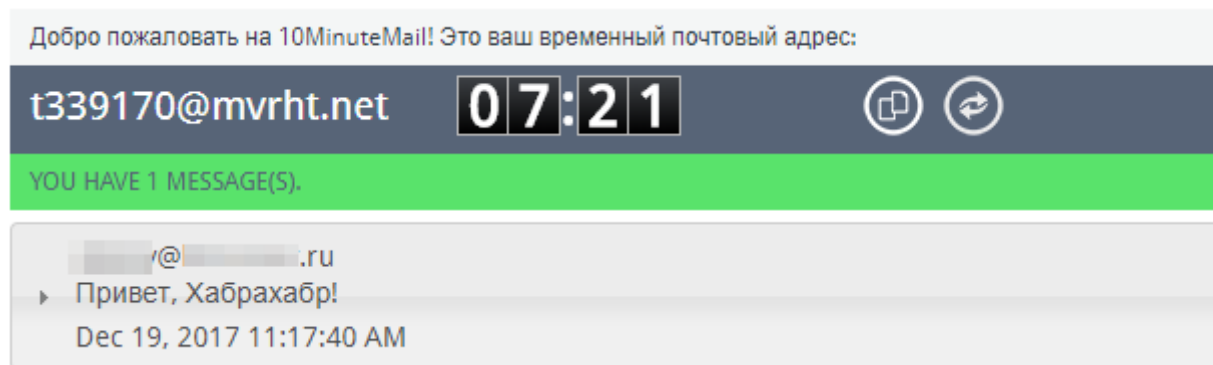 Добро пожаловать на 10MinuteMail! Это ваш временный почтовый адрес:
t339170@mvrht.net 07:21
YOU HAVE 1 MESSAGE(S).
@ .ru
Привет, Хабрахабр!
Dec 19, 2017 11:17:40 AM